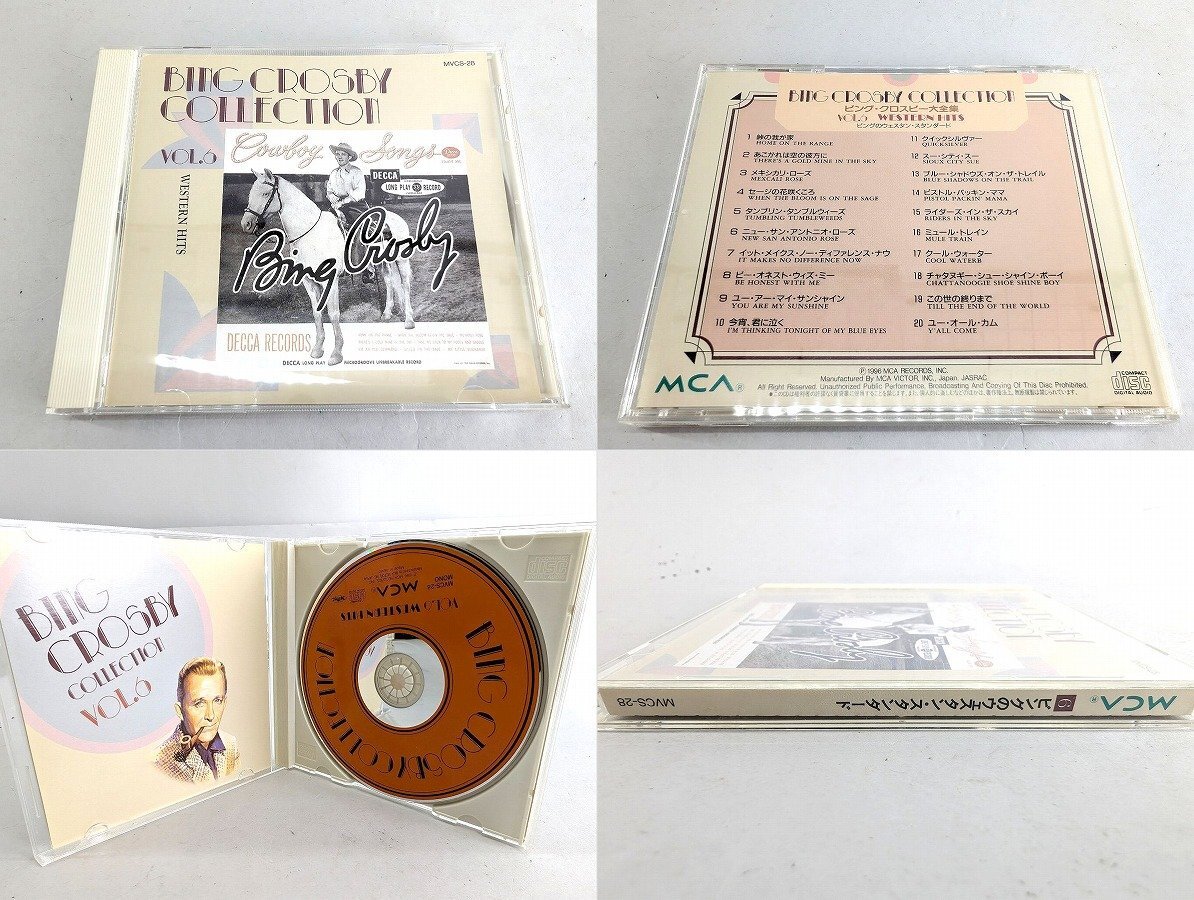 BING CROSBY
COLLECTION
MVCS-28
VOL.6
WESTERN HITS
Cowboy Songs
DECCA
LONG PLAY 33 RECORD
Bing Crosby
DECCA RECORDS
DECCA LONG PLAY MICROGROOVE UNBREAKABLE RECORD
BING CROSBY COLLECTION
ビング・クロスビー大全集
VOL.6 WESTERN HITS
ビングのウェスタン・スタンダード
1 峠の我が家
HOME ON THE RANGE
2 あこがれは空の彼方に
THERE'S A GOLD MINE IN THE SKY
3 メキシカリ・ローズ
MEXCALI ROSE
4 セージの花咲くころ
WHEN THE BLOOM IS ON THE SAGE
5 タンブリン・タンブルウィーズ
TUMBLING TUMBLEWEEDS
6 ニュー・サン・アントニオ・ローズ
NEW SAN ANTONIO ROSE
7 イット・メイクス・ノー・ディファレンス・ナウ
IT MAKES NO DIFFERENCE NOW
8 ビー・オネスト・ウィズ・ミー
BE HONEST WITH ME
9 ユー・アー・マイ・サンシャイン
YOU ARE MY SUNSHINE
10 今宵、君に泣く
I'M THINKING TONIGHT OF MY BLUE EYES
11 クイックシルヴァー
QUICKSILVER
12 スー・シティ・スー
SIOUX CITY SUE
13 ブルー・シャドウズ・オン・ザ・トレイル
BLUE SHADOWS ON THE TRAIL
14 ピストル・パッキン・ママ
PISTOL PACKIN' MAMA
15 ライダーズ・イン・ザ・スカイ
RIDERS IN THE SKY
16 ミュール・トレイン
MULE TRAIN
17 クール・ウォーター
COOL WATERB
18 チャタヌギー・シュー・シャイン・ボーイ
CHATTANOOGIE SHOE SHINE BOY
19 この世の終りまで
TILL THE END OF THE WORLD
20 ユー・オール・カム
Y'ALL COME
MCA®
Ⓟ 1996 MCA RECORDS, INC.
Manufactured By MCA VICTOR, INC., Japan. JASRAC
All Right Reserved. Unauthorized Public Performance, Broadcasting And Copying Of This Disc Prohibited.
COMPACT
disc
DIGITAL AUDIO
BING
CROSBY
COLLECTION
VOL.6
BING CROSBY COLLECTION
VOL.6 WESTERN HITS
MCA
MVCS-28
MONO
MCA®
6 ビングのウェスタン・スタンダード
MVCS-28